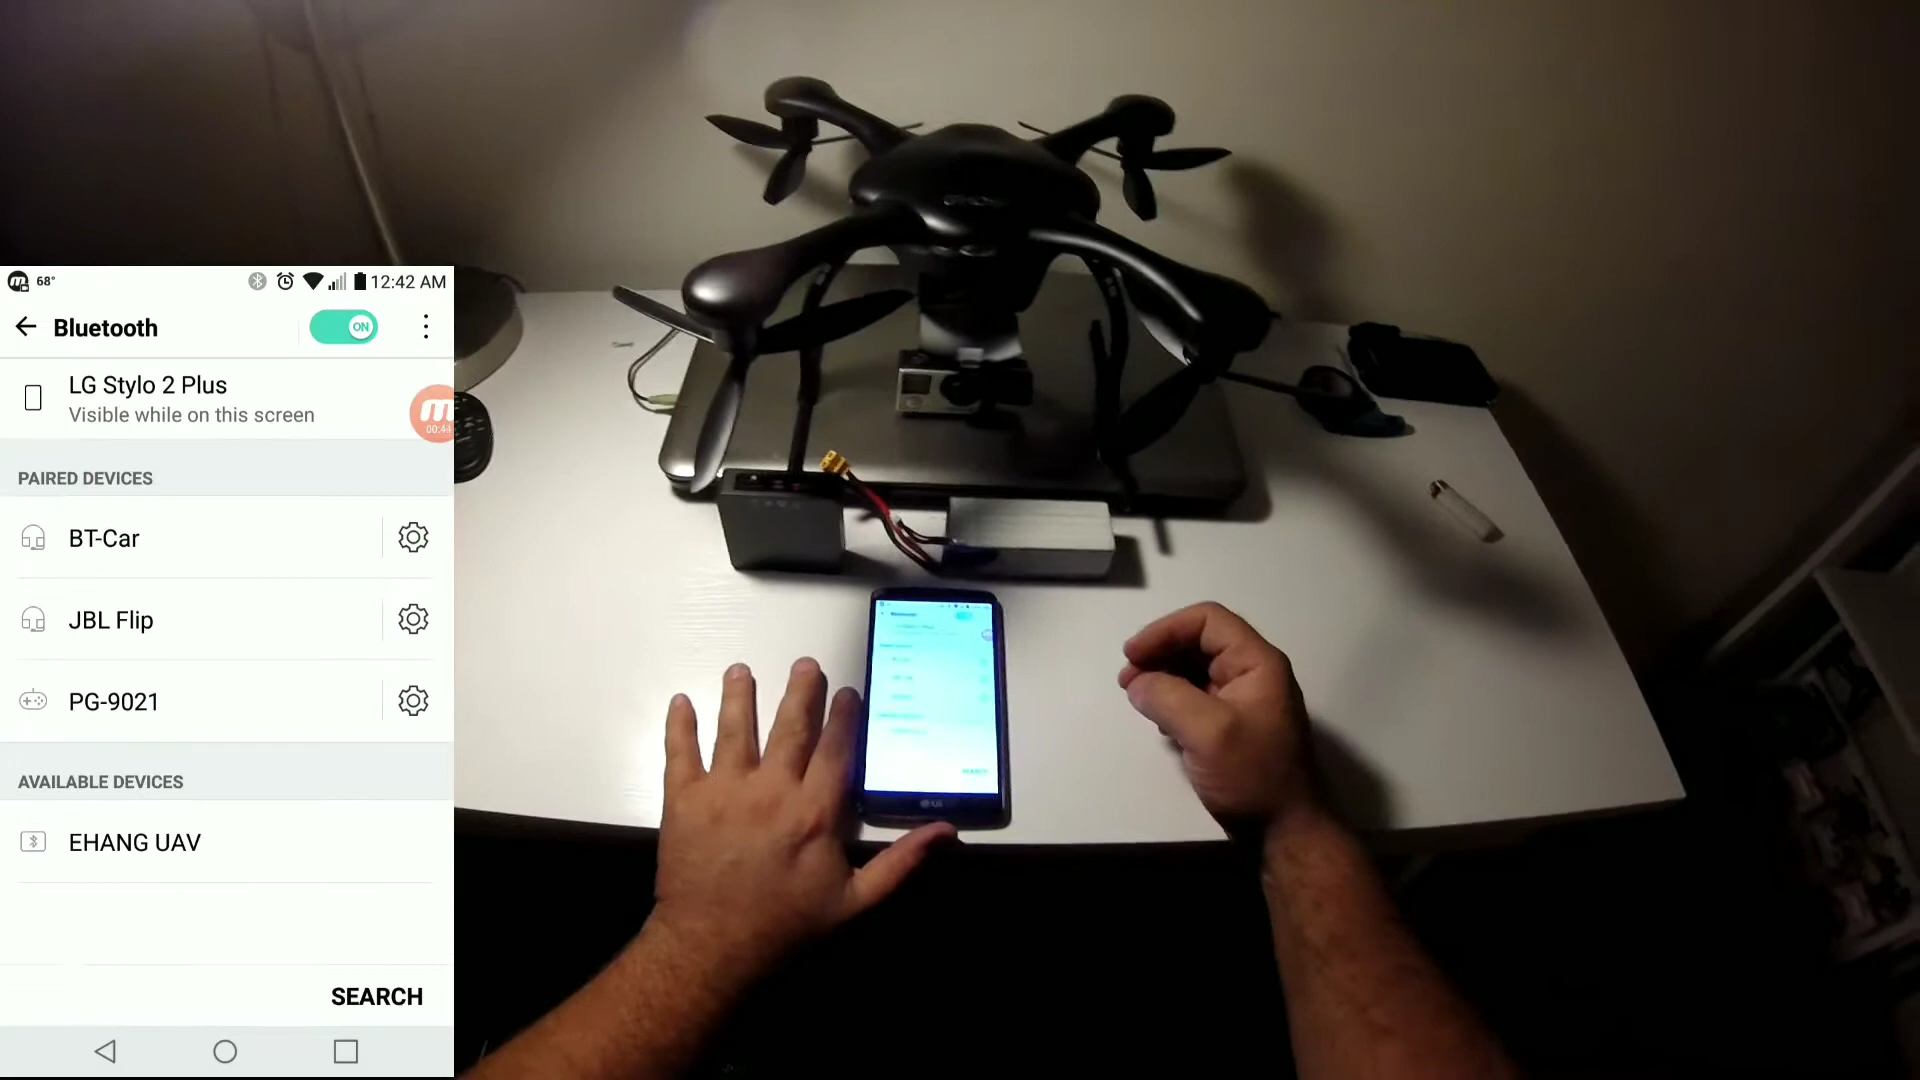 68°
12:42 AM
Bluetooth
ON
LG Stylo 2 Plus
Visible while on this screen
00:44
PAIRED DEVICES
BT-Car
JBL Flip
PG-9021
AVAILABLE DEVICES
EHANG UAV
SEARCH
LG